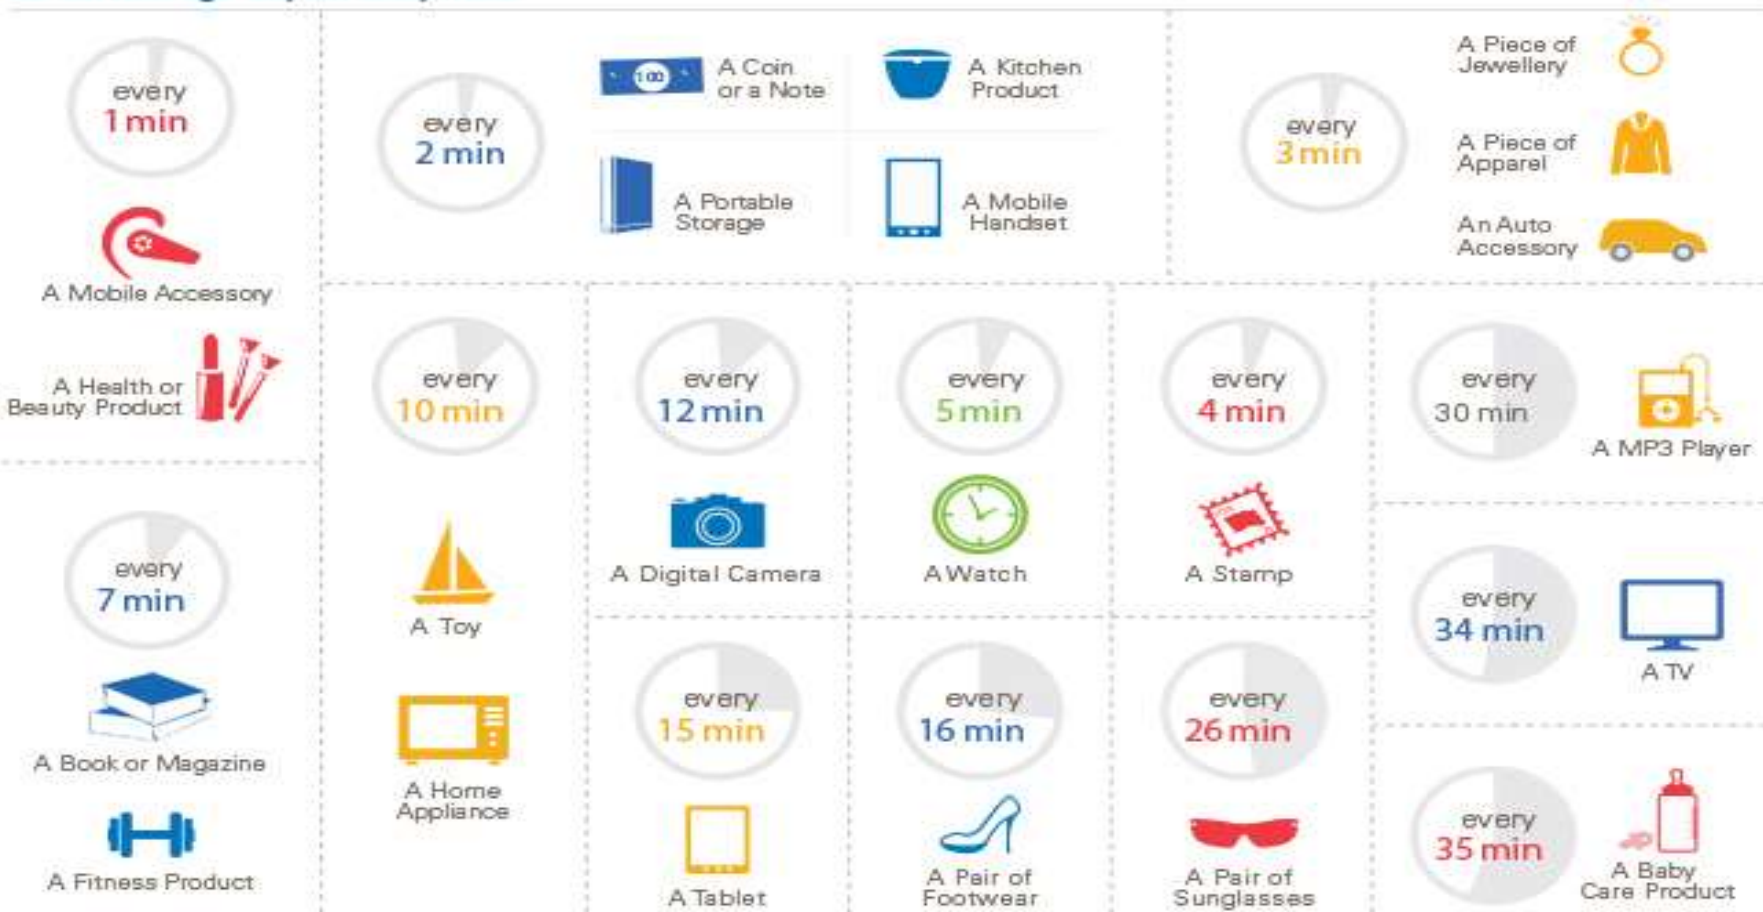 every
1 min
A Mobile Accessory
A Health or
Beauty Product
every
2 min
100
A Coin
or a Note
A Kitchen
Product
A Portable
Storage
A Mobile
Handset
every
3 min
A Piece of
Jewellery
A Piece of
Apparel
An Auto
Accessory
every
7 min
A Book or Magazine
A Fitness Product
every
10 min
A Toy
A Home
Appliance
every
12 min
A Digital Camera
every
5 min
A Watch
every
4 min
A Stamp
every
15 min
A Tablet
every
16 min
A Pair of
Footwear
every
26 min
A Pair of
Sunglasses
every
30 min
A MP3 Player
every
34 min
A TV
every
35 min
A Baby
Care Product